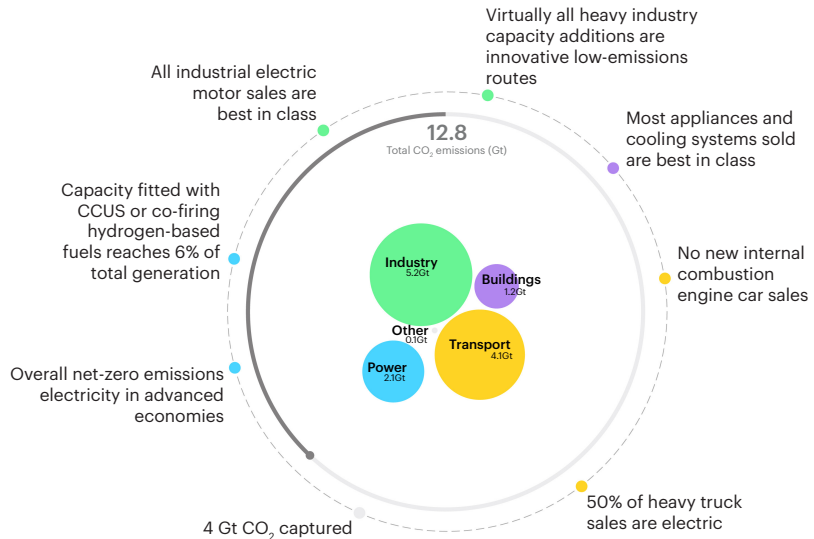 Virtually all heavy industry
capacity additions are
innovative low-emissions
routes
All industrial electric
motor sales are
best in class
Most appliances and
cooling systems sold
are best in class
12.8
Total CO₂ emissions (Gt)
Capacity fitted with
CCUS or co-firing
hydrogen-based
fuels reaches 6% of
total generation
No new internal
combustion
engine car sales
Industry
5.2Gt
Buildings
1.2Gt
Other
0.1Gt
Transport
4.1Gt
Power
2.1Gt
Overall net-zero emissions
electricity in advanced
economies
50% of heavy truck
sales are electric
4 Gt CO₂ captured